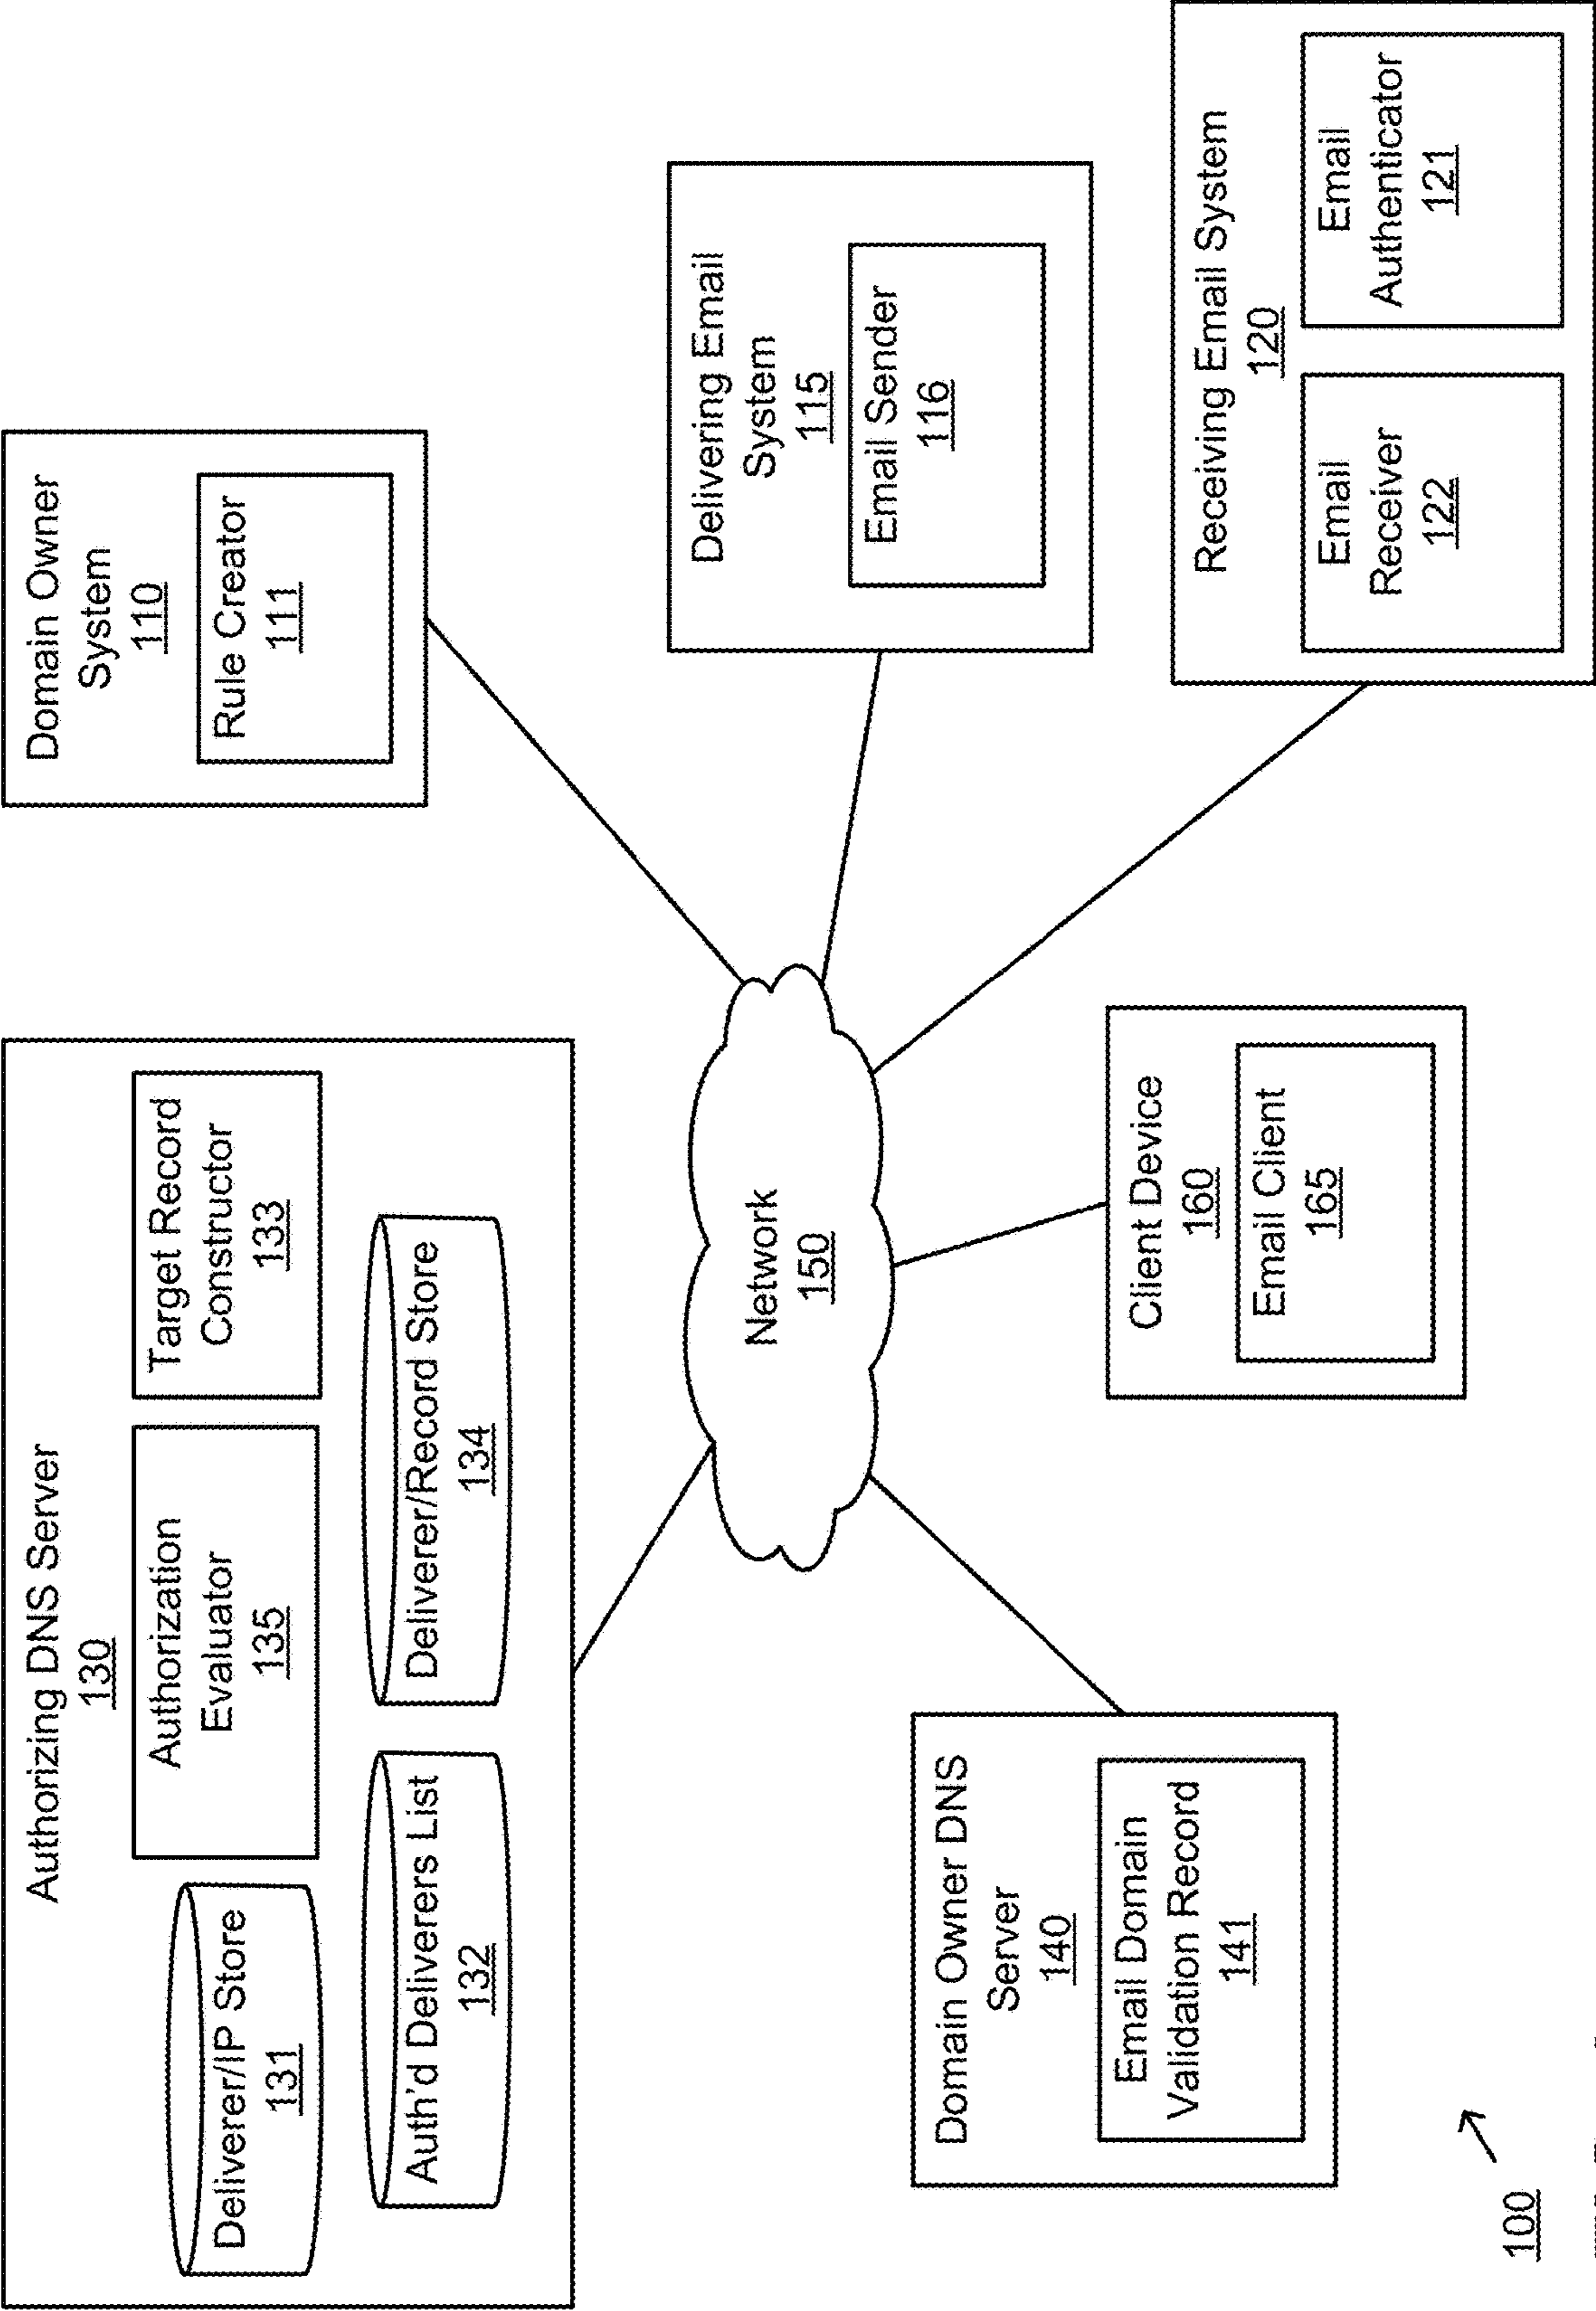 Authorizing DNS Server
130
Deliverer/IP Store
131
Authorization
Evaluator
135
Target Record
Constructor
133
Auth'd Deliverers List
132
Deliverer/Record Store
134
Domain Owner
System
110
Rule Creator
111
Delivering Email
System
115
Email Sender
116
Network
150
Domain Owner DNS
Server
140
Email Domain
Validation Record
141
Client Device
160
Email Client
165
Receiving Email System
120
Email
Receiver
122
Email
Authenticator
121
100